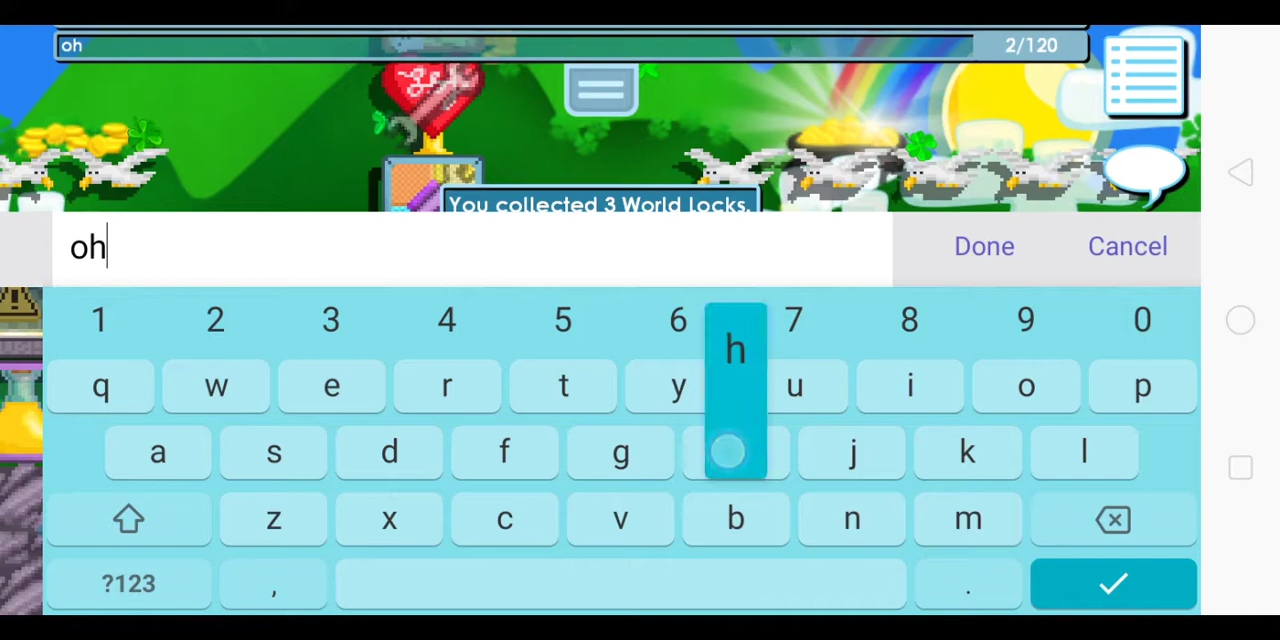 oh
2/120
You collected 3 World Locks.
oh
Done
Cancel
1 2 3 4 5 6 7 8 9 0
h
q w e r t y u i o p
a s d f g j k l
z x c v b n m
?123 , .